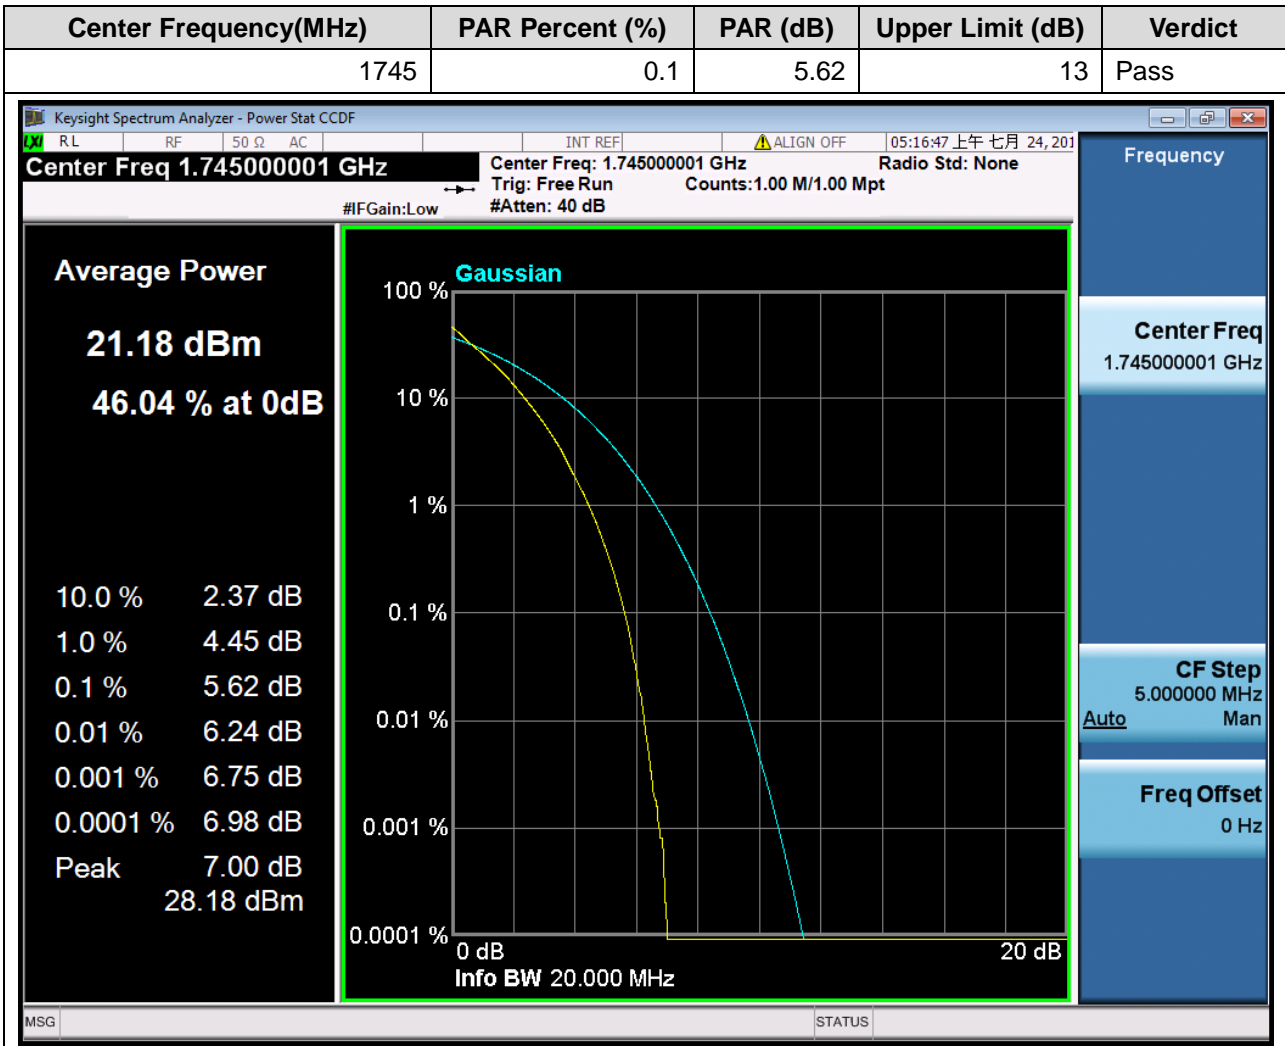 Center Frequency(MHz) PAR Percent (%) PAR (dB) Upper Limit (dB) Verdict
1745 0.1 5.62 13 Pass
Keysight Spectrum Analyzer - Power Stat CCDF
LXI RL RF 50 Ω AC INT REF ALIGN OFF 05:16:47 上午 七月 24, 201
Center Freq 1.745000001 GHz
Center Freq: 1.745000001 GHz Radio Std: None
Trig: Free Run Counts:1.00 M/1.00 Mpt
#IFGain:Low #Atten: 40 dB
Frequency
Average Power
21.18 dBm
46.04 % at 0dB
10.0 % 2.37 dB
1.0 % 4.45 dB
0.1 % 5.62 dB
0.01 % 6.24 dB
0.001 % 6.75 dB
0.0001 % 6.98 dB
Peak 7.00 dB
28.18 dBm
Gaussian
100 %
10 %
1 %
0.1 %
0.01 %
0.001 %
0.0001 %
0 dB 20 dB
Info BW 20.000 MHz
Center Freq
1.745000001 GHz
CF Step
5.000000 MHz
Auto Man
Freq Offset
0 Hz
MSG STATUS